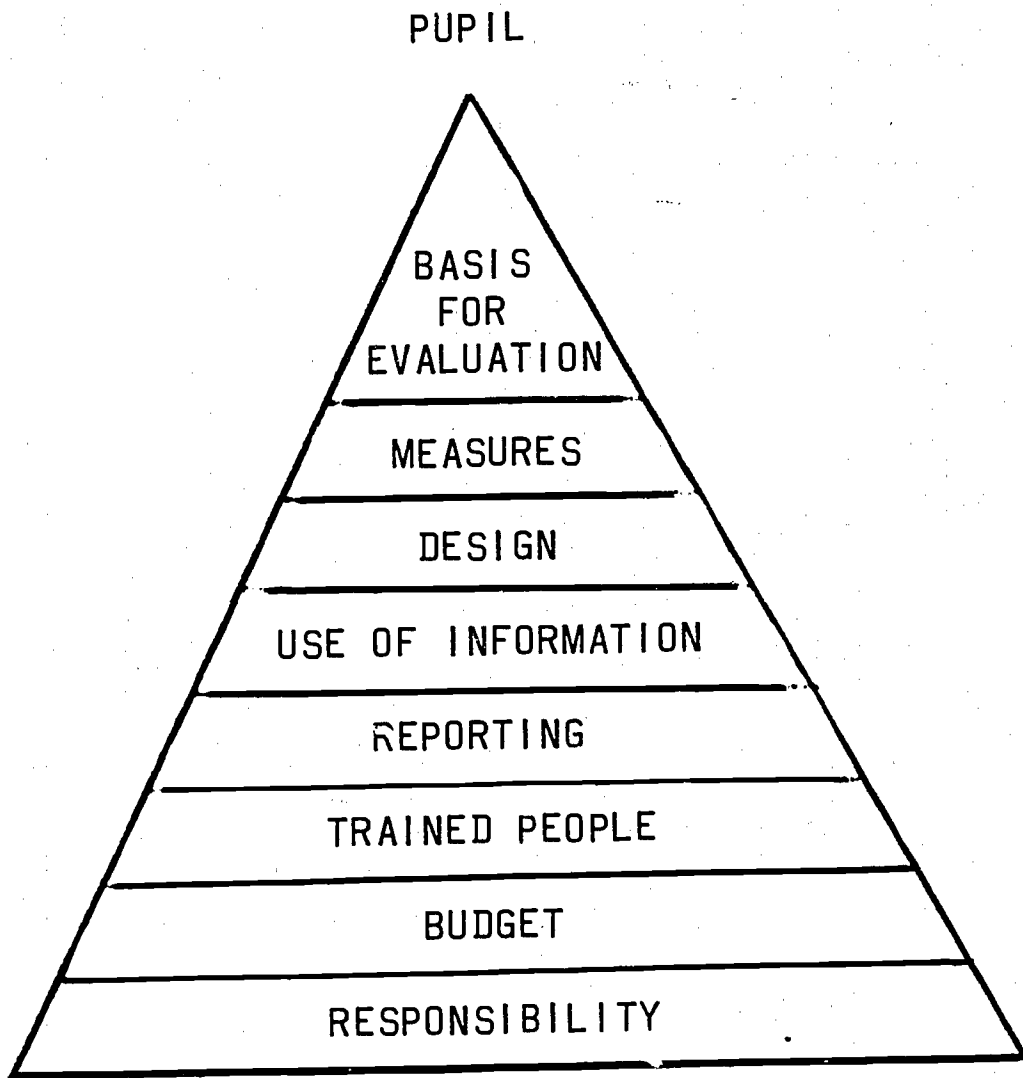 PUPIL
BASIS
FOR
EVALUATION
MEASURES
DESIGN
USE OF INFORMATION
REPORTING
TRAINED PEOPLE
BUDGET
RESPONSIBILITY